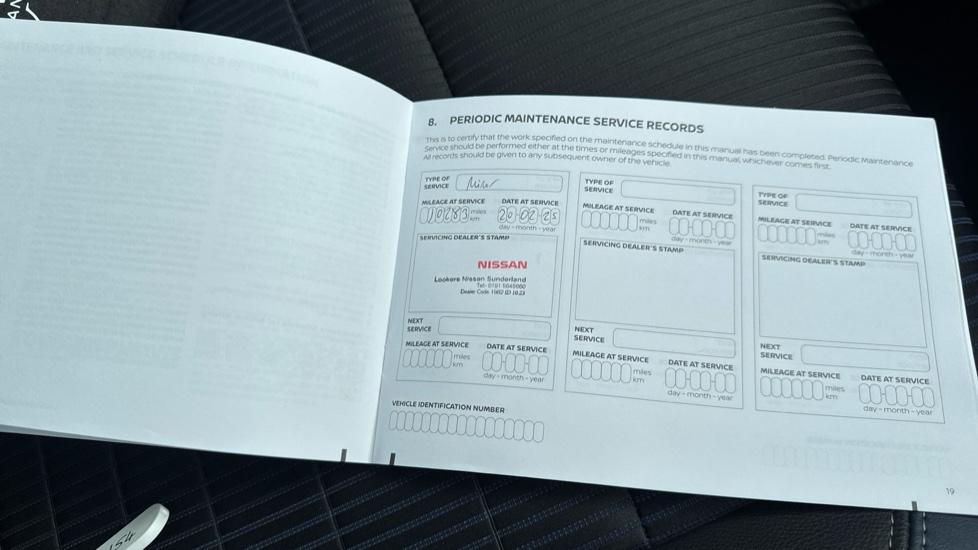 8. PERIODIC MAINTENANCE SERVICE RECORDS
This is to certify that the work specified on the maintenance schedule in this manual has been completed. Periodic Maintenance
Service should be performed either at the times or mileages specified in this manual, whichever comes first.
All records should be given to any subsequent owner of the vehicle.
TYPE OF SERVICE
MILEAGE AT SERVICE DATE AT SERVICE
10283 miles km 20-02-25
day - month - year
SERVICING DEALER'S STAMP
NISSAN
Lookers Nissan Sunderland
Tel: 0191 5645060
NEXT SERVICE
MILEAGE AT SERVICE DATE AT SERVICE
miles km
day - month - year
TYPE OF SERVICE
MILEAGE AT SERVICE DATE AT SERVICE
miles km
day - month - year
SERVICING DEALER'S STAMP
NEXT SERVICE
MILEAGE AT SERVICE DATE AT SERVICE
miles km
day - month - year
TYPE OF SERVICE
MILEAGE AT SERVICE DATE AT SERVICE
miles km
day - month - year
SERVICING DEALER'S STAMP
NEXT SERVICE
MILEAGE AT SERVICE DATE AT SERVICE
miles km
day - month - year
VEHICLE IDENTIFICATION NUMBER
19